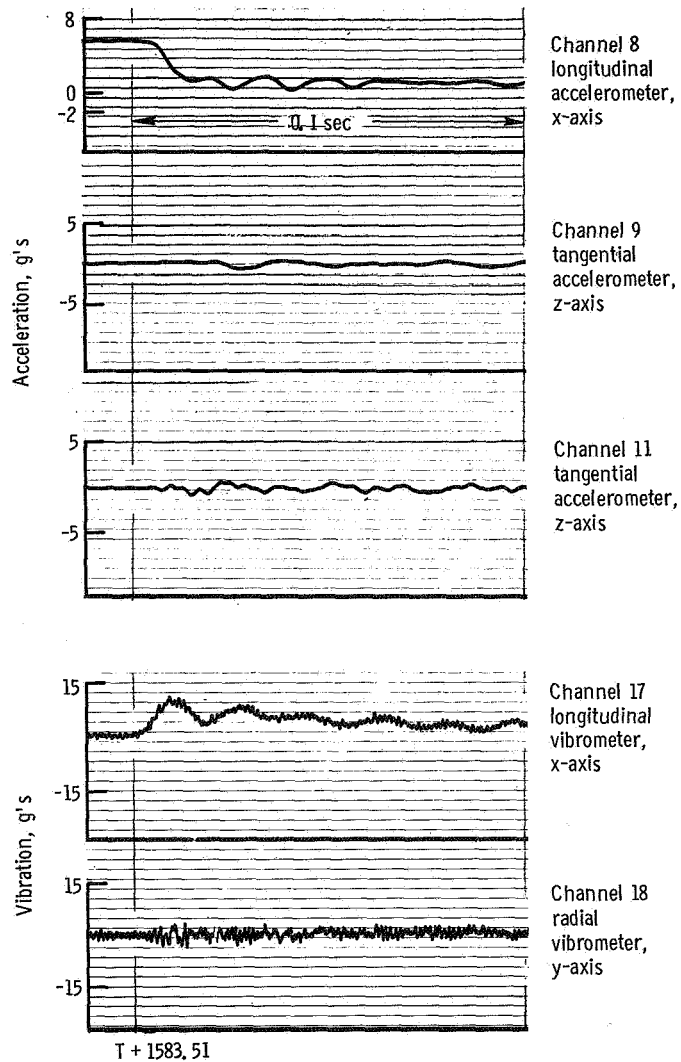 8
0
-2
0.1 sec
Channel 8
longitudinal
accelerometer,
x-axis
Acceleration, g's
5
-5
Channel 9
tangential
accelerometer,
z-axis
5
-5
Channel 11
tangential
accelerometer,
z-axis
Vibration, g's
15
-15
Channel 17
longitudinal
vibrometer,
x-axis
15
-15
Channel 18
radial
vibrometer,
y-axis
T + 1583.51